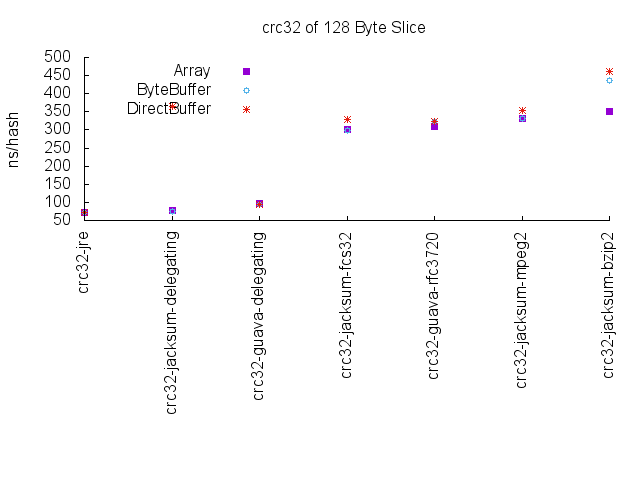 crc32 of 128 Byte Slice
500
450
400
350
300
250
200
150
100
50
ns/hash
Array
ByteBuffer
DirectBuffer
crc32-jre
crc32-jacksum-delegating
crc32-guava-delegating
crc32-jacksum-fcs32
crc32-guava-rfc3720
crc32-jacksum-mpeg2
crc32-jacksum-bzip2